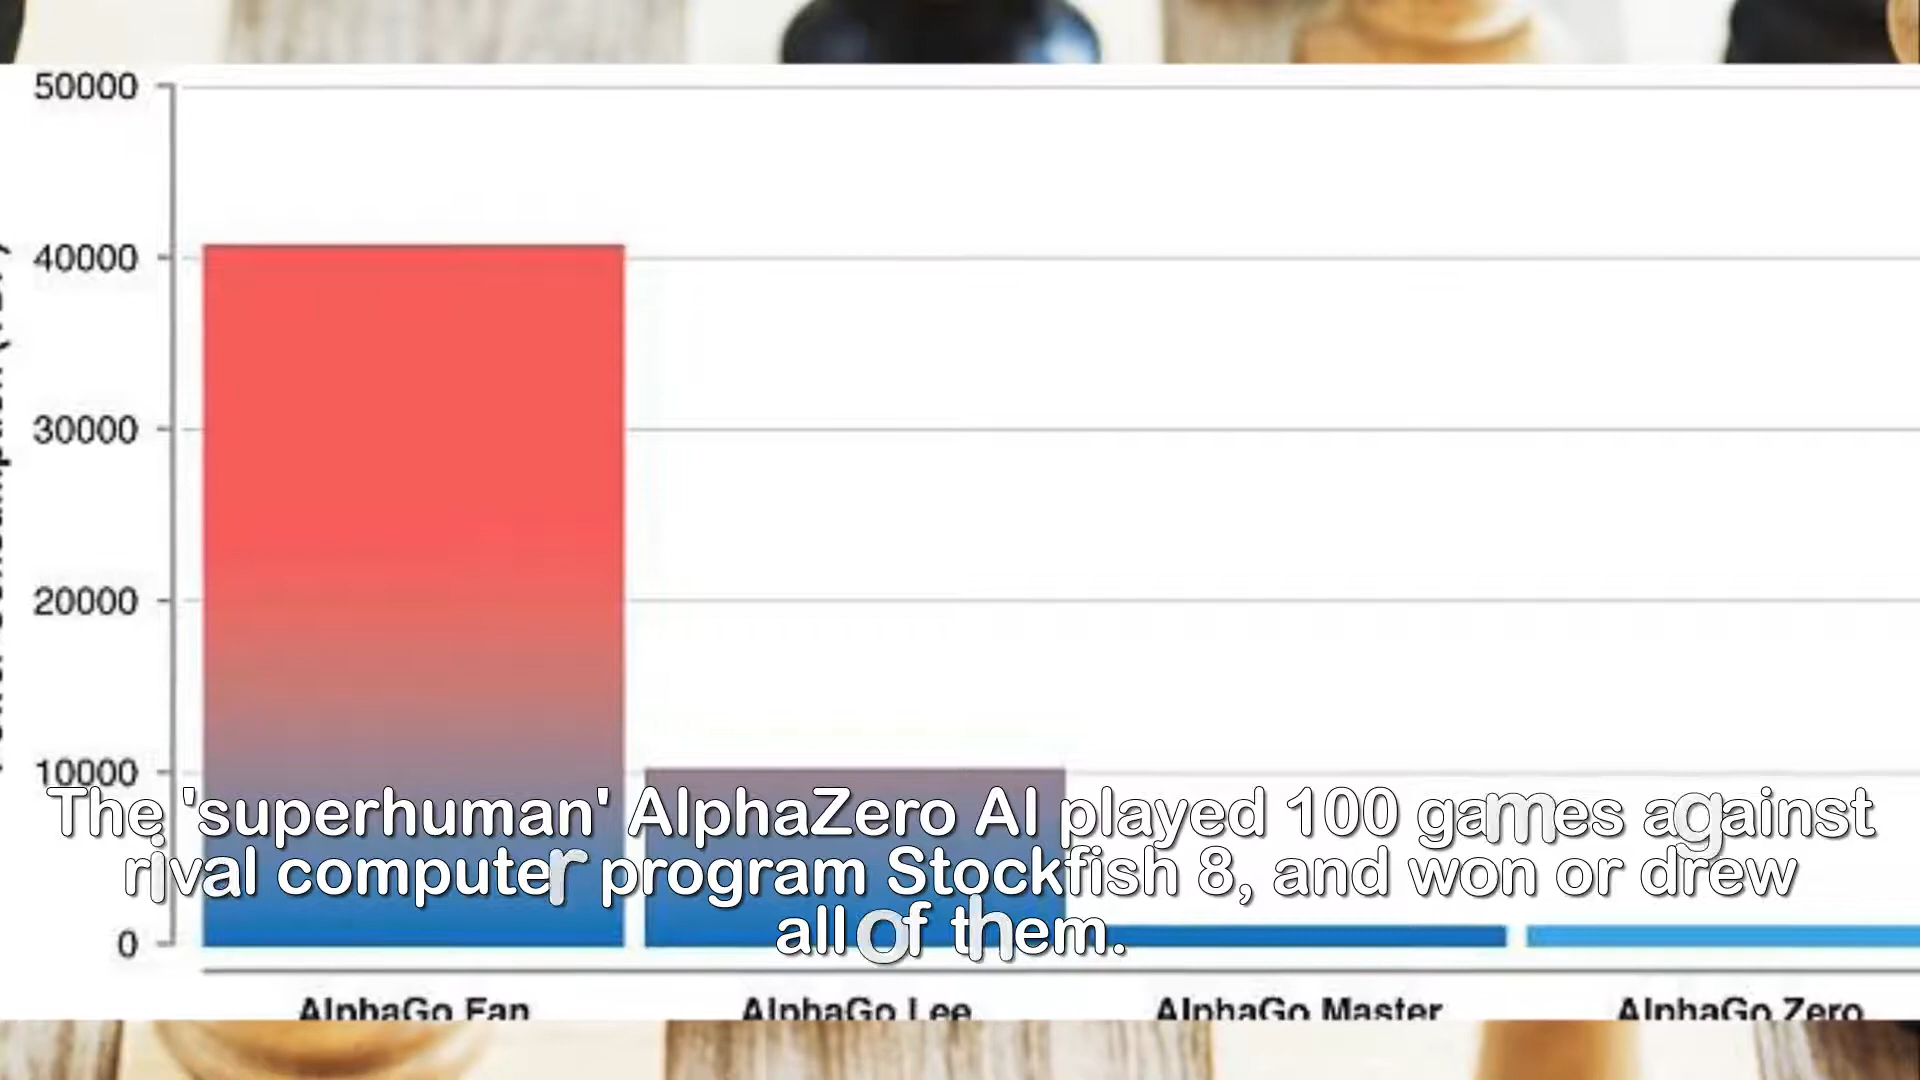 50000
40000
30000
20000
10000
0
The 'superhuman' AlphaZero AI played 100 games against
rival computer program Stockfish 8, and won or drew
all of them.
AlphaGo Fan AlphaGo Lee AlphaGo Master AlphaGo Zero